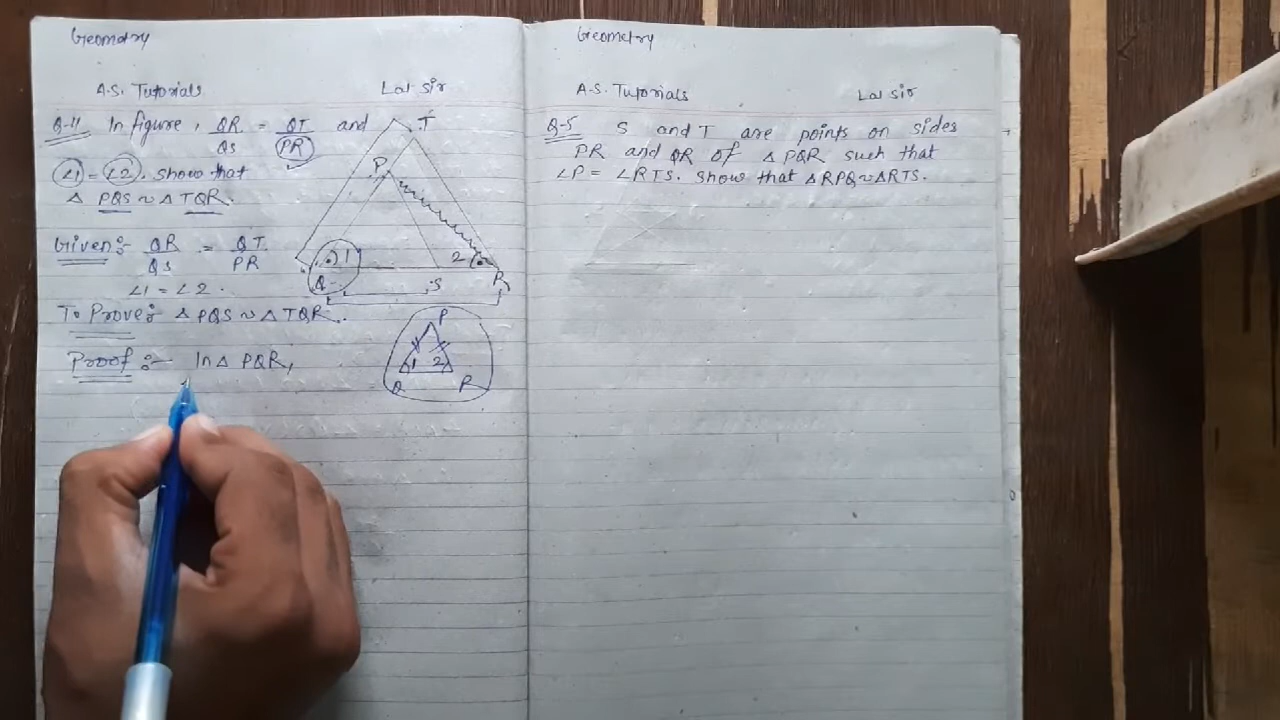 Geometry
A.S. Tutorials Lal Sir
Q-11 In figure, QR/QS = QT/PR and
∠1 = ∠2. Show that
Δ PQS ~ Δ TQR.
Given:- QR/QS = QT/PR
∠1 = ∠2.
To Prove:- Δ PQS ~ Δ TQR.
Proof:- In Δ PQR,
T
P
1 2
Q S R
P
1 2
Q R
Geometry
A.S. Tutorials Lal Sir
Q-5 S and T are points on sides
PR and QR of Δ PQR such that
∠P = ∠RTS. Show that ΔRPQ ~ ΔRTS.